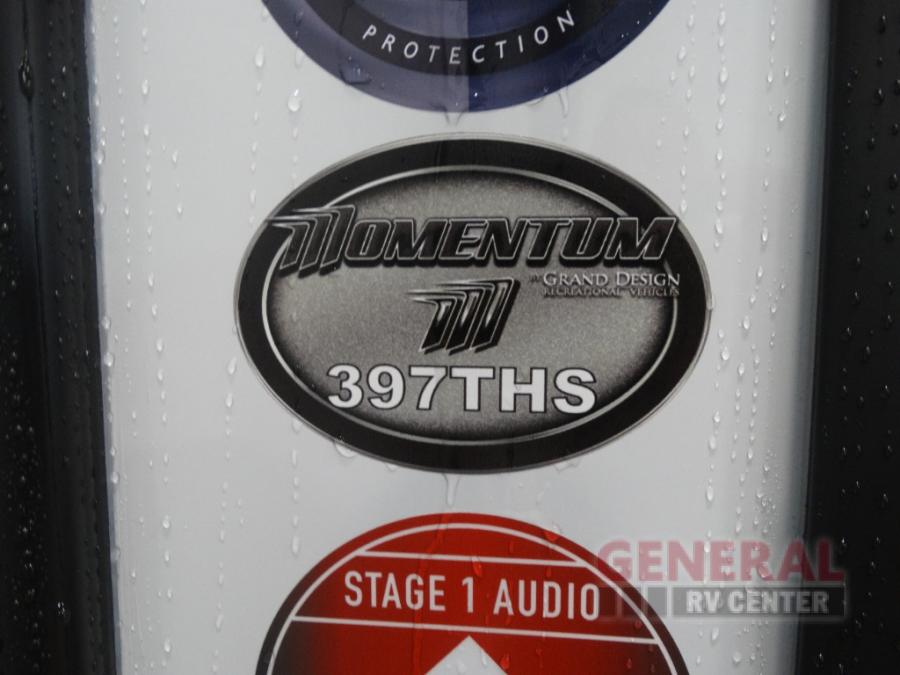 PROTECTION
MOMENTUM
BY GRAND DESIGN
RECREATIONAL VEHICLES
397THS
STAGE 1 AUDIO
GENERAL
RV CENTER